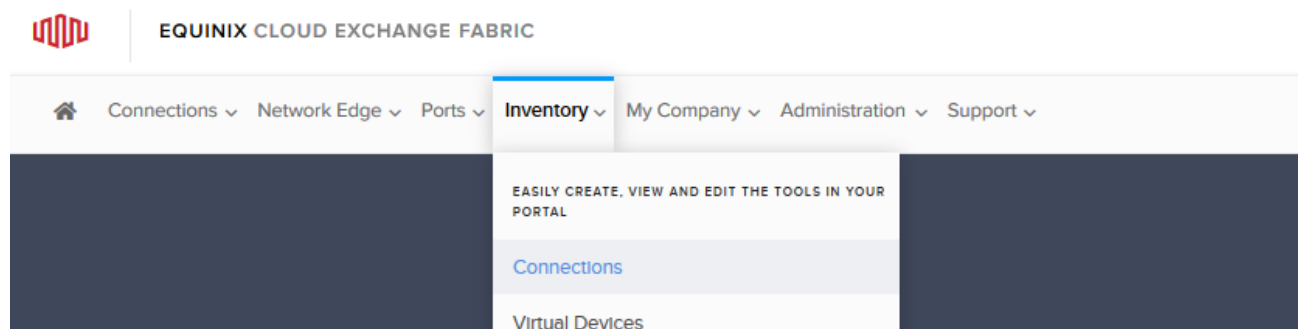 EQUINIX CLOUD EXCHANGE FABRIC
Connections Network Edge Ports Inventory My Company Administration Support
EASILY CREATE, VIEW AND EDIT THE TOOLS IN YOUR
PORTAL
Connections
Virtual Devices